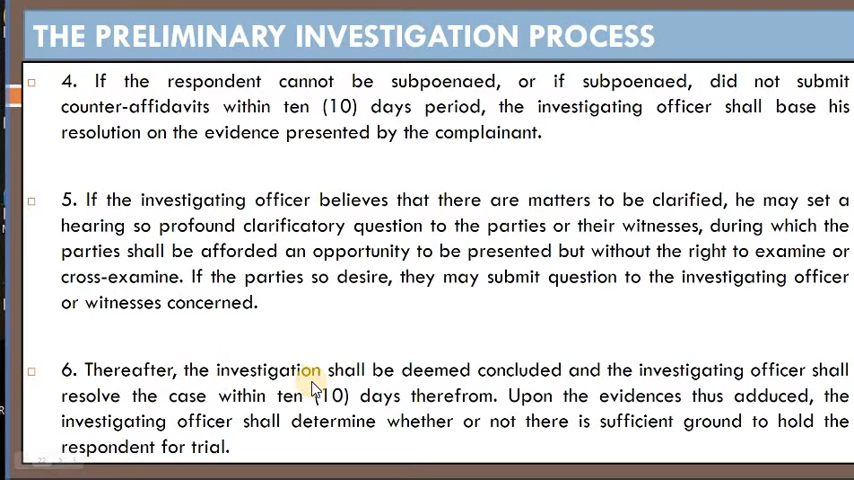 THE PRELIMINARY INVESTIGATION PROCESS
4. If the respondent cannot be subpoenaed, or if subpoenaed, did not submit
counter-affidavits within ten (10) days period, the investigating officer shall base his
resolution on the evidence presented by the complainant.
5. If the investigating officer believes that there are matters to be clarified, he may set a
hearing so profound clarificatory question to the parties or their witnesses, during which the
parties shall be afforded an opportunity to be presented but without the right to examine or
cross-examine. If the parties so desire, they may submit question to the investigating officer
or witnesses concerned.
6. Thereafter, the investigation shall be deemed concluded and the investigating officer shall
resolve the case within ten (10) days therefrom. Upon the evidences thus adduced, the
investigating officer shall determine whether or not there is sufficient ground to hold the
respondent for trial.